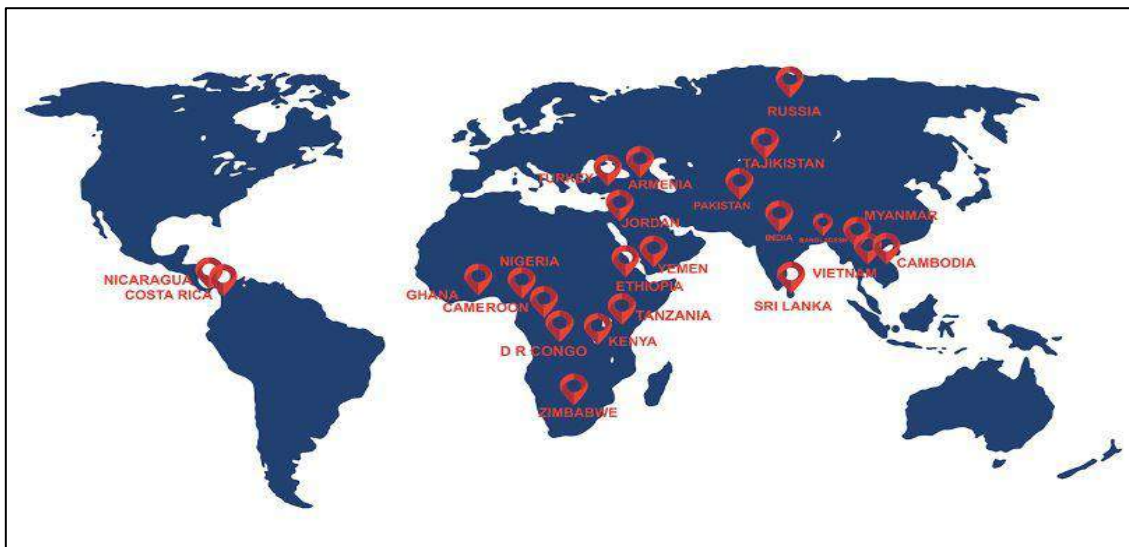 RUSSIA
TAJIKISTAN
TURKEY
ARMENIA
PAKISTAN
JORDAN
INDIA
BANGLADESH
MYANMAR
NIGERIA
YEMEN
VIETNAM
CAMBODIA
NICARAGUA
COSTA RICA
GHANA
CAMEROON
ETHIOPIA
SRI LANKA
TANZANIA
KENYA
D R CONGO
ZIMBABWE